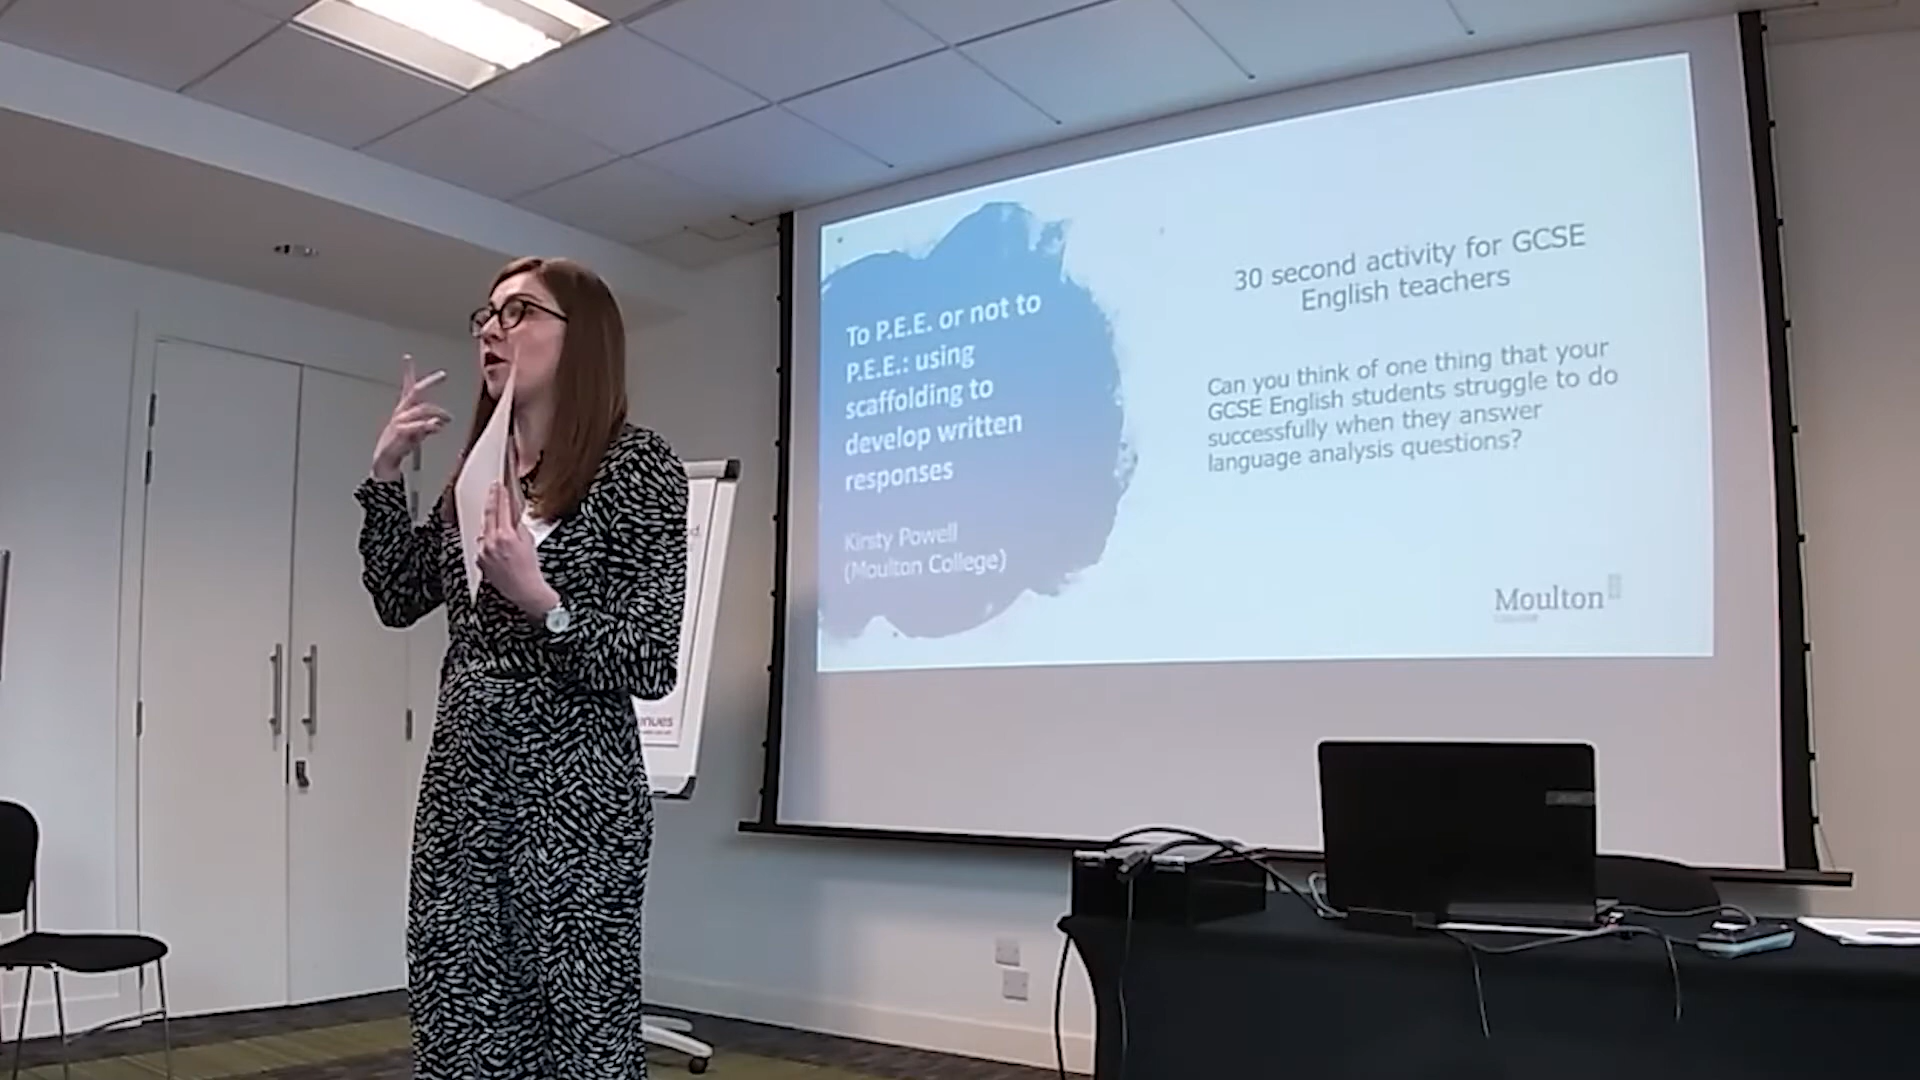 To P.E.E. or not to
P.E.E.: using
scaffolding to
develop written
responses
Kirsty Powell
(Moulton College)
30 second activity for GCSE
English teachers
Can you think of one thing that your
GCSE English students struggle to do
successfully when they answer
language analysis questions?
Moulton